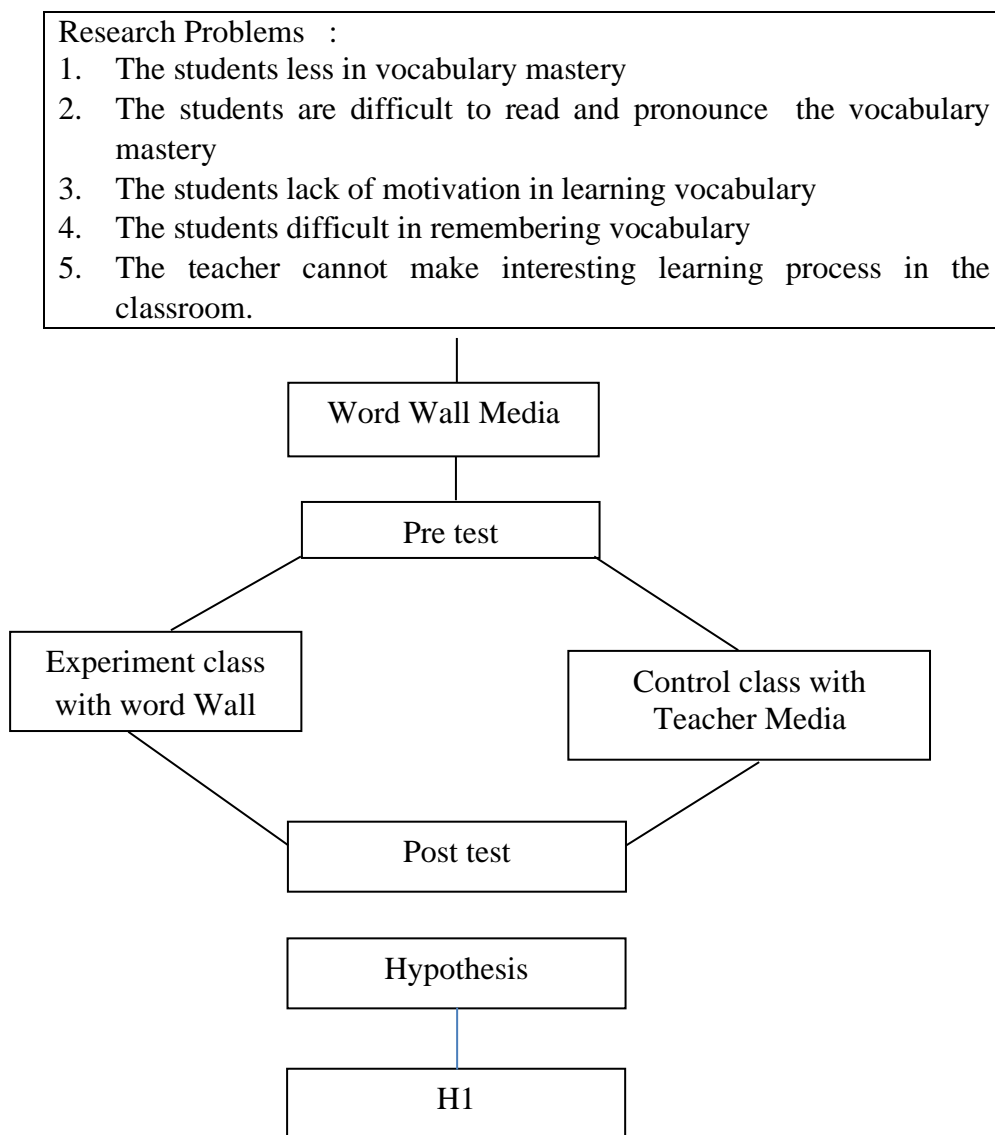 Research Problems :
1. The students less in vocabulary mastery
2. The students are difficult to read and pronounce the vocabulary
mastery
3. The students lack of motivation in learning vocabulary
4. The students difficult in remembering vocabulary
5. The teacher cannot make interesting learning process in the
classroom.
Word Wall Media
Pre test
Experiment class
with word Wall
Control class with
Teacher Media
Post test
Hypothesis
H1